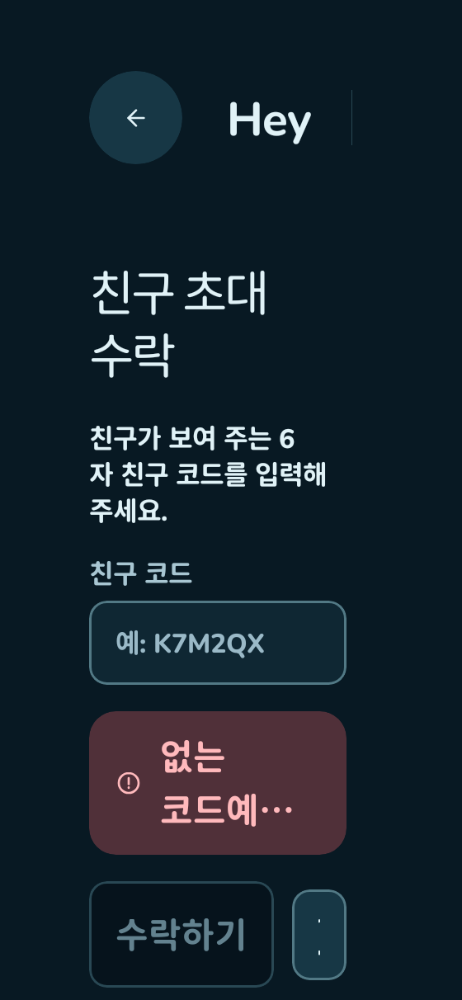 Hey
친구 초대
수락
친구가 보여 주는 6
자 친구 코드를 입력해
주세요.
친구 코드
예: K7M2QX
없는
코드예…
수락하기